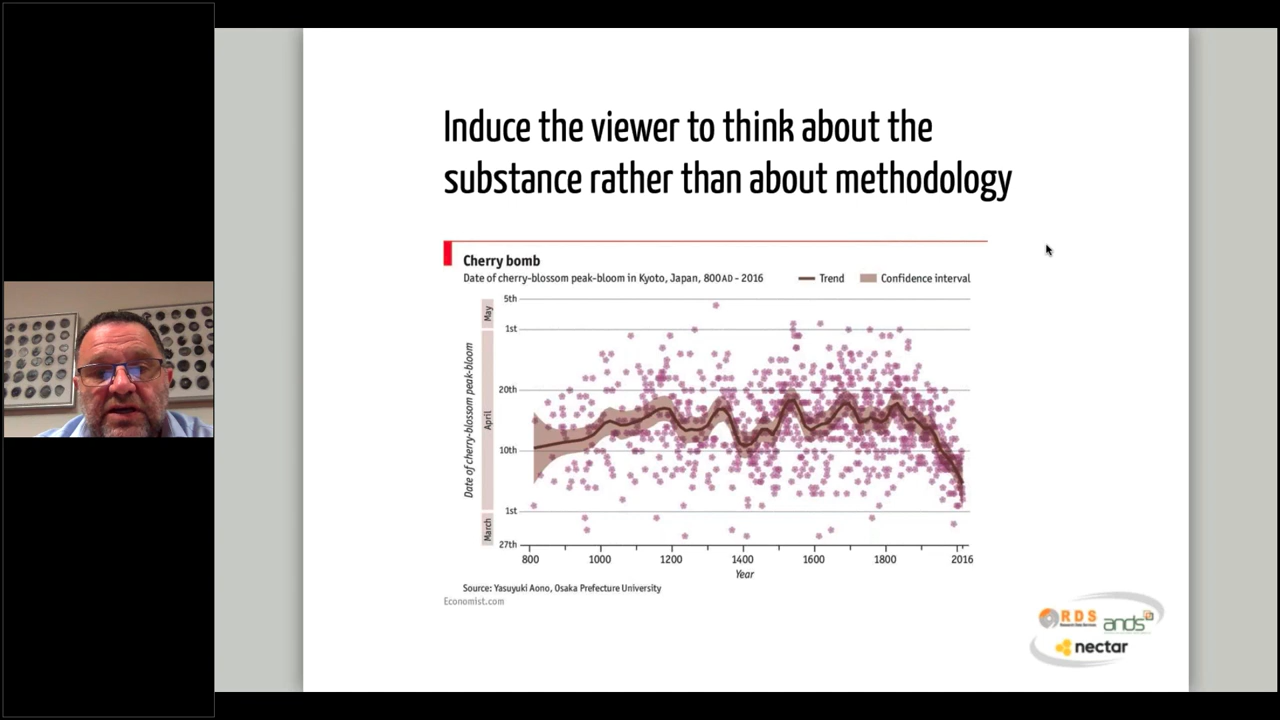 Induce the viewer to think about the
substance rather than about methodology
Cherry bomb
Date of cherry-blossom peak-bloom in Kyoto, Japan, 800AD - 2016
Trend
Confidence interval
Date of cherry-blossom peak-bloom
May
April
March
5th
1st
20th
10th
1st
27th
800 1000 1200 1400 1600 1800 2016
Year
Source: Yasuyuki Aono, Osaka Prefecture University
Economist.com
RDS
ands
nectar